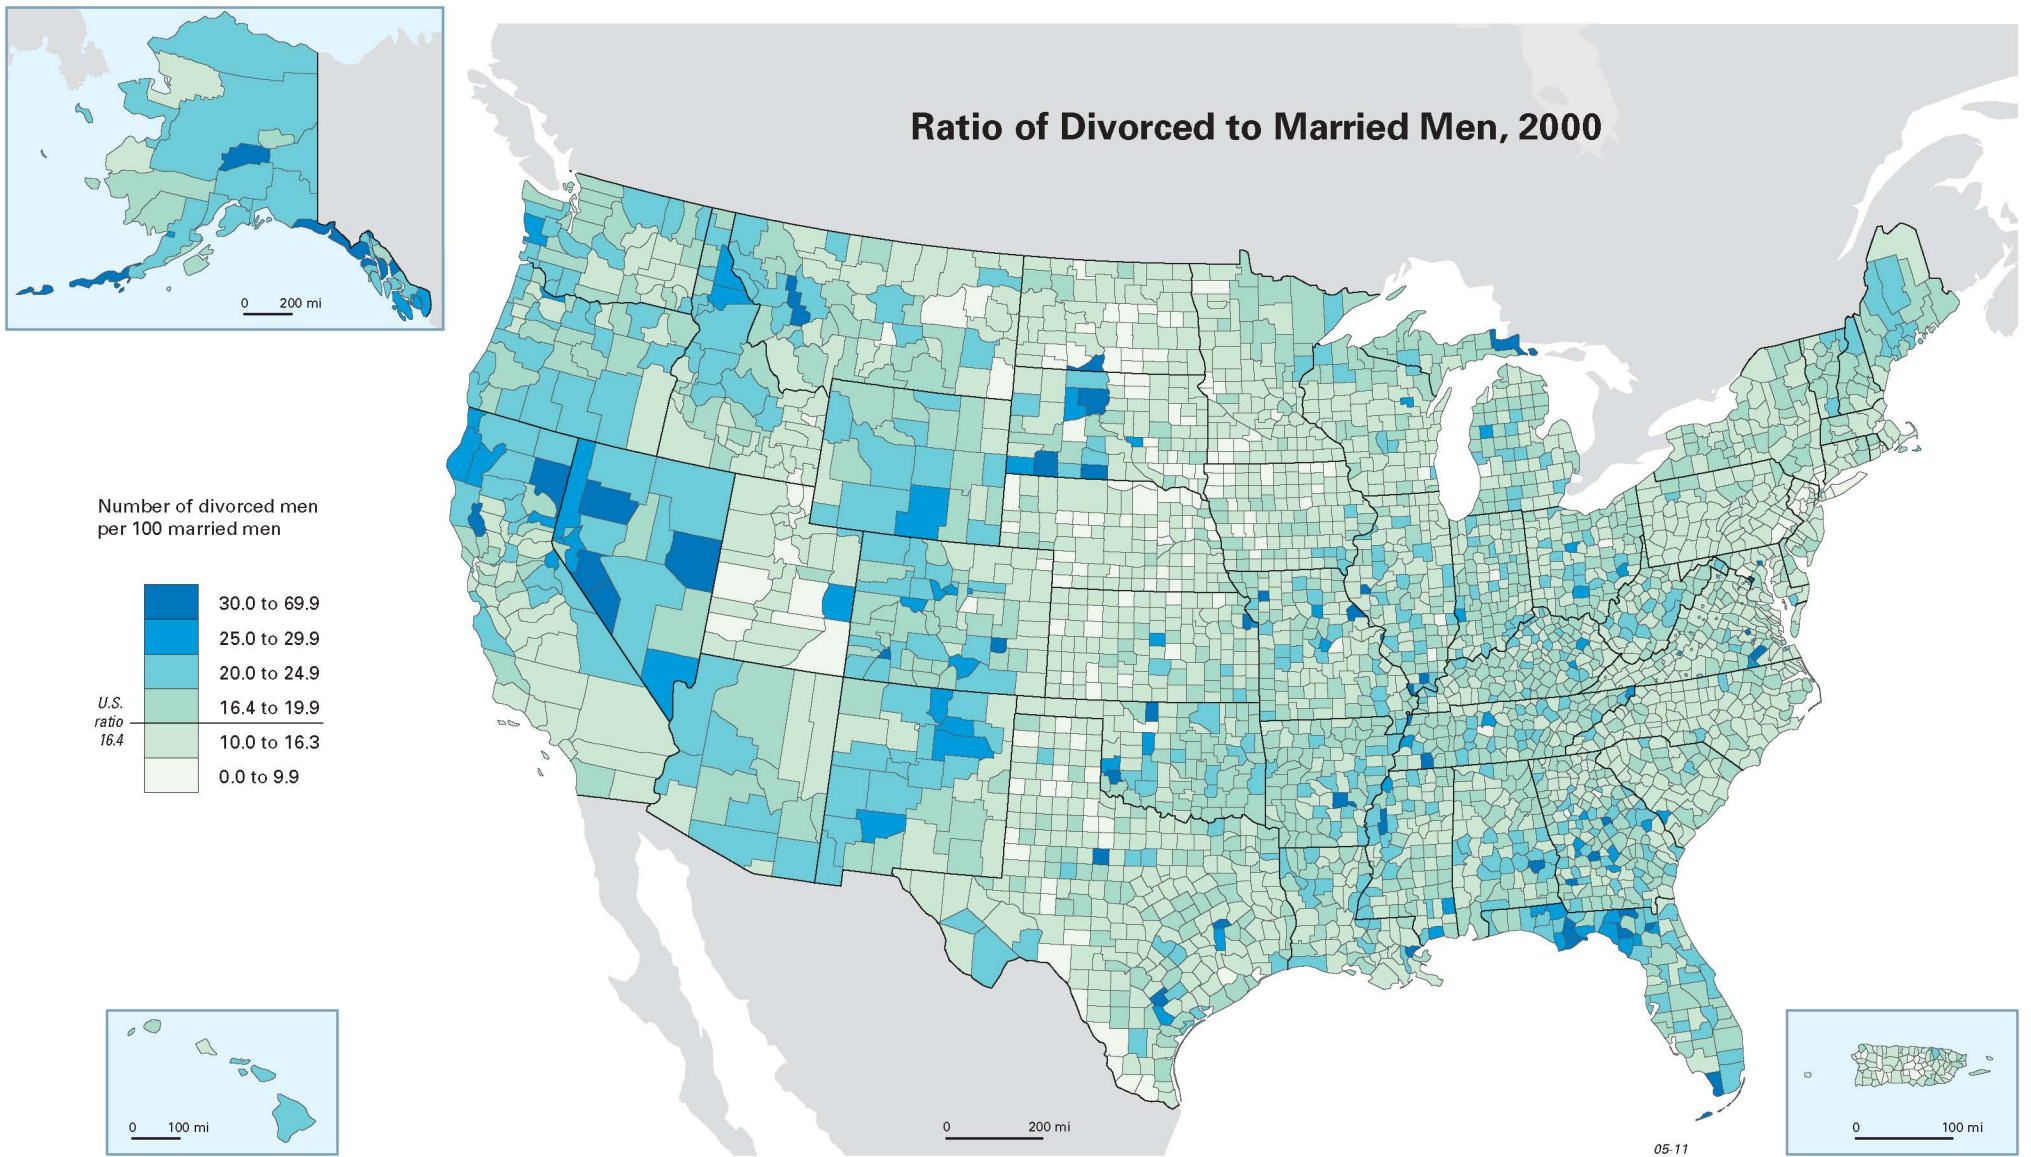 Ratio of Divorced to Married Men, 2000
0 200 mi
Number of divorced men
per 100 married men
30.0 to 69.9
25.0 to 29.9
20.0 to 24.9
16.4 to 19.9
10.0 to 16.3
0.0 to 9.9
U.S.
ratio
16.4
0 100 mi
0 200 mi
0 100 mi
05-11